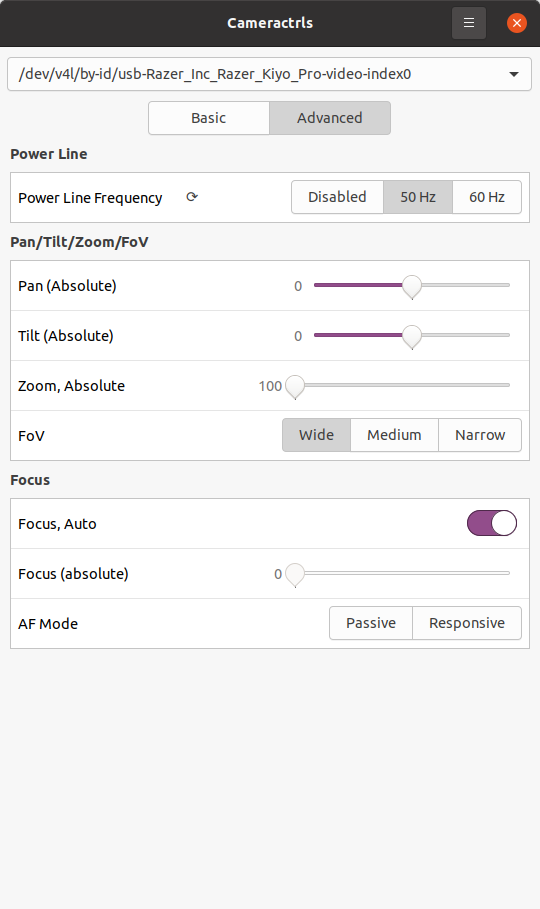 Cameractrls
/dev/v4l/by-id/usb-Razer_Inc_Razer_Kiyo_Pro-video-index0
Basic Advanced
Power Line
Power Line Frequency Disabled 50 Hz 60 Hz
Pan/Tilt/Zoom/FoV
Pan (Absolute) 0
Tilt (Absolute) 0
Zoom, Absolute 100
FoV Wide Medium Narrow
Focus
Focus, Auto
Focus (absolute) 0
AF Mode Passive Responsive